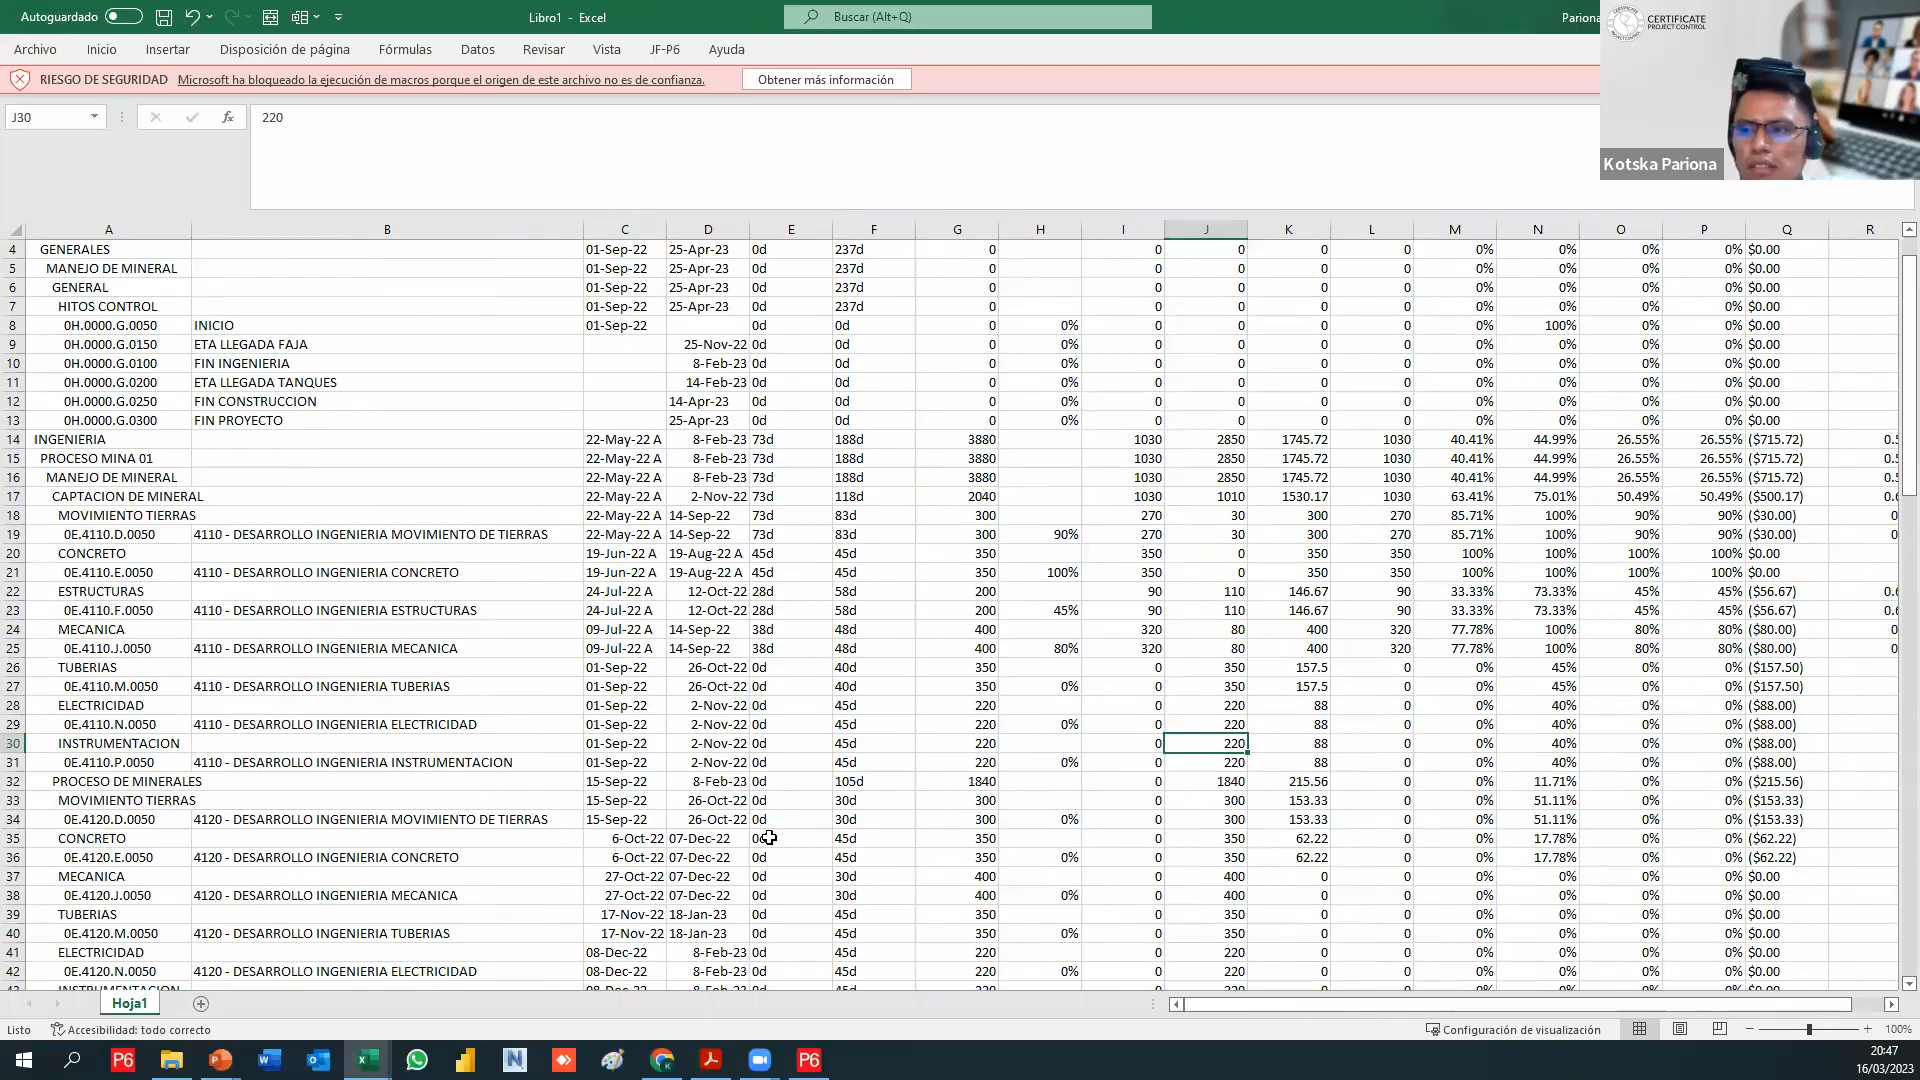 Autoguardado Libro1 - Excel Buscar (Alt+Q) Pariona
CERTIFICATE
PROJECT CONTROL
Archivo Inicio Insertar Disposición de página Fórmulas Datos Revisar Vista JF-P6 Ayuda
RIESGO DE SEGURIDAD Microsoft ha bloqueado la ejecución de macros porque el origen de este archivo no es de confianza. Obtener más información
J30 fx 220
Kotska Pariona
A B C D E F G H I J K L M N O P Q R
4 GENERALES 01-Sep-22 25-Apr-23 0d 237d 0 0 0 0 0 0% 0% 0% 0% $0.00
5 MANEJO DE MINERAL 01-Sep-22 25-Apr-23 0d 237d 0 0 0 0 0 0% 0% 0% 0% $0.00
6 GENERAL 01-Sep-22 25-Apr-23 0d 237d 0 0 0 0 0 0% 0% 0% 0% $0.00
7 HITOS CONTROL 01-Sep-22 25-Apr-23 0d 237d 0 0 0 0 0 0% 0% 0% 0% $0.00
8 0H.0000.G.0050 INICIO 01-Sep-22 0d 0d 0 0% 0 0 0 0 0% 100% 0% 0% $0.00
9 0H.0000.G.0150 ETA LLEGADA FAJA 25-Nov-22 0d 0d 0 0% 0 0 0 0 0% 0% 0% 0% $0.00
10 0H.0000.G.0100 FIN INGENIERIA 8-Feb-23 0d 0d 0 0% 0 0 0 0 0% 0% 0% 0% $0.00
11 0H.0000.G.0200 ETA LLEGADA TANQUES 14-Feb-23 0d 0d 0 0% 0 0 0 0 0% 0% 0% 0% $0.00
12 0H.0000.G.0250 FIN CONSTRUCCION 14-Apr-23 0d 0d 0 0% 0 0 0 0 0% 0% 0% 0% $0.00
13 0H.0000.G.0300 FIN PROYECTO 25-Apr-23 0d 0d 0 0% 0 0 0 0 0% 0% 0% 0% $0.00
14 INGENIERIA 22-May-22 A 8-Feb-23 73d 188d 3880 1030 2850 1745.72 1030 40.41% 44.99% 26.55% 26.55% ($715.72) 0.5
15 PROCESO MINA 01 22-May-22 A 8-Feb-23 73d 188d 3880 1030 2850 1745.72 1030 40.41% 44.99% 26.55% 26.55% ($715.72) 0.5
16 MANEJO DE MINERAL 22-May-22 A 8-Feb-23 73d 188d 3880 1030 2850 1745.72 1030 40.41% 44.99% 26.55% 26.55% ($715.72) 0.5
17 CAPTACION DE MINERAL 22-May-22 A 2-Nov-22 73d 118d 2040 1030 1010 1530.17 1030 63.41% 75.01% 50.49% 50.49% ($500.17) 0.6
18 MOVIMIENTO TIERRAS 22-May-22 A 14-Sep-22 73d 83d 300 270 30 300 270 85.71% 100% 90% 90% ($30.00) 0
19 0E.4110.D.0050 4110 - DESARROLLO INGENIERIA MOVIMIENTO DE TIERRAS 22-May-22 A 14-Sep-22 73d 83d 300 90% 270 30 300 270 85.71% 100% 90% 90% ($30.00) 0
20 CONCRETO 19-Jun-22 A 19-Aug-22 A 45d 45d 350 350 0 350 350 100% 100% 100% 100% $0.00
21 0E.4110.E.0050 4110 - DESARROLLO INGENIERIA CONCRETO 19-Jun-22 A 19-Aug-22 A 45d 45d 350 100% 350 0 350 350 100% 100% 100% 100% $0.00
22 ESTRUCTURAS 24-Jul-22 A 12-Oct-22 28d 58d 200 90 110 146.67 90 33.33% 73.33% 45% 45% ($56.67) 0.6
23 0E.4110.F.0050 4110 - DESARROLLO INGENIERIA ESTRUCTURAS 24-Jul-22 A 12-Oct-22 28d 58d 200 45% 90 110 146.67 90 33.33% 73.33% 45% 45% ($56.67) 0.6
24 MECANICA 09-Jul-22 A 14-Sep-22 38d 48d 400 320 80 400 320 77.78% 100% 80% 80% ($80.00) 0
25 0E.4110.J.0050 4110 - DESARROLLO INGENIERIA MECANICA 09-Jul-22 A 14-Sep-22 38d 48d 400 80% 320 80 400 320 77.78% 100% 80% 80% ($80.00) 0
26 TUBERIAS 01-Sep-22 26-Oct-22 0d 40d 350 0 350 157.5 0 0% 45% 0% 0% ($157.50)
27 0E.4110.M.0050 4110 - DESARROLLO INGENIERIA TUBERIAS 01-Sep-22 26-Oct-22 0d 40d 350 0% 0 350 157.5 0 0% 45% 0% 0% ($157.50)
28 ELECTRICIDAD 01-Sep-22 2-Nov-22 0d 45d 220 0 220 88 0 0% 40% 0% 0% ($88.00)
29 0E.4110.N.0050 4110 - DESARROLLO INGENIERIA ELECTRICIDAD 01-Sep-22 2-Nov-22 0d 45d 220 0% 0 220 88 0 0% 40% 0% 0% ($88.00)
30 INSTRUMENTACION 01-Sep-22 2-Nov-22 0d 45d 220 0 220 88 0 0% 40% 0% 0% ($88.00)
31 0E.4110.P.0050 4110 - DESARROLLO INGENIERIA INSTRUMENTACION 01-Sep-22 2-Nov-22 0d 45d 220 0% 0 220 88 0 0% 40% 0% 0% ($88.00)
32 PROCESO DE MINERALES 15-Sep-22 8-Feb-23 0d 105d 1840 0 1840 215.56 0 0% 11.71% 0% 0% ($215.56)
33 MOVIMIENTO TIERRAS 15-Sep-22 26-Oct-22 0d 30d 300 0 300 153.33 0 0% 51.11% 0% 0% ($153.33)
34 0E.4120.D.0050 4120 - DESARROLLO INGENIERIA MOVIMIENTO DE TIERRAS 15-Sep-22 26-Oct-22 0d 30d 300 0% 0 300 153.33 0 0% 51.11% 0% 0% ($153.33)
35 CONCRETO 6-Oct-22 07-Dec-22 0d 45d 350 0 350 62.22 0 0% 17.78% 0% 0% ($62.22)
36 0E.4120.E.0050 4120 - DESARROLLO INGENIERIA CONCRETO 6-Oct-22 07-Dec-22 0d 45d 350 0% 0 350 62.22 0 0% 17.78% 0% 0% ($62.22)
37 MECANICA 27-Oct-22 07-Dec-22 0d 30d 400 0 400 0 0 0% 0% 0% 0% $0.00
38 0E.4120.J.0050 4120 - DESARROLLO INGENIERIA MECANICA 27-Oct-22 07-Dec-22 0d 30d 400 0% 0 400 0 0 0% 0% 0% 0% $0.00
39 TUBERIAS 17-Nov-22 18-Jan-23 0d 45d 350 0 350 0 0 0% 0% 0% 0% $0.00
40 0E.4120.M.0050 4120 - DESARROLLO INGENIERIA TUBERIAS 17-Nov-22 18-Jan-23 0d 45d 350 0% 0 350 0 0 0% 0% 0% 0% $0.00
41 ELECTRICIDAD 08-Dec-22 8-Feb-23 0d 45d 220 0 220 0 0 0% 0% 0% 0% $0.00
42 0E.4120.N.0050 4120 - DESARROLLO INGENIERIA ELECTRICIDAD 08-Dec-22 8-Feb-23 0d 45d 220 0% 0 220 0 0 0% 0% 0% 0% $0.00
Hoja1
Listo Accesibilidad: todo correcto Configuración de visualización 100%
P6 P6
20:47
16/03/2023